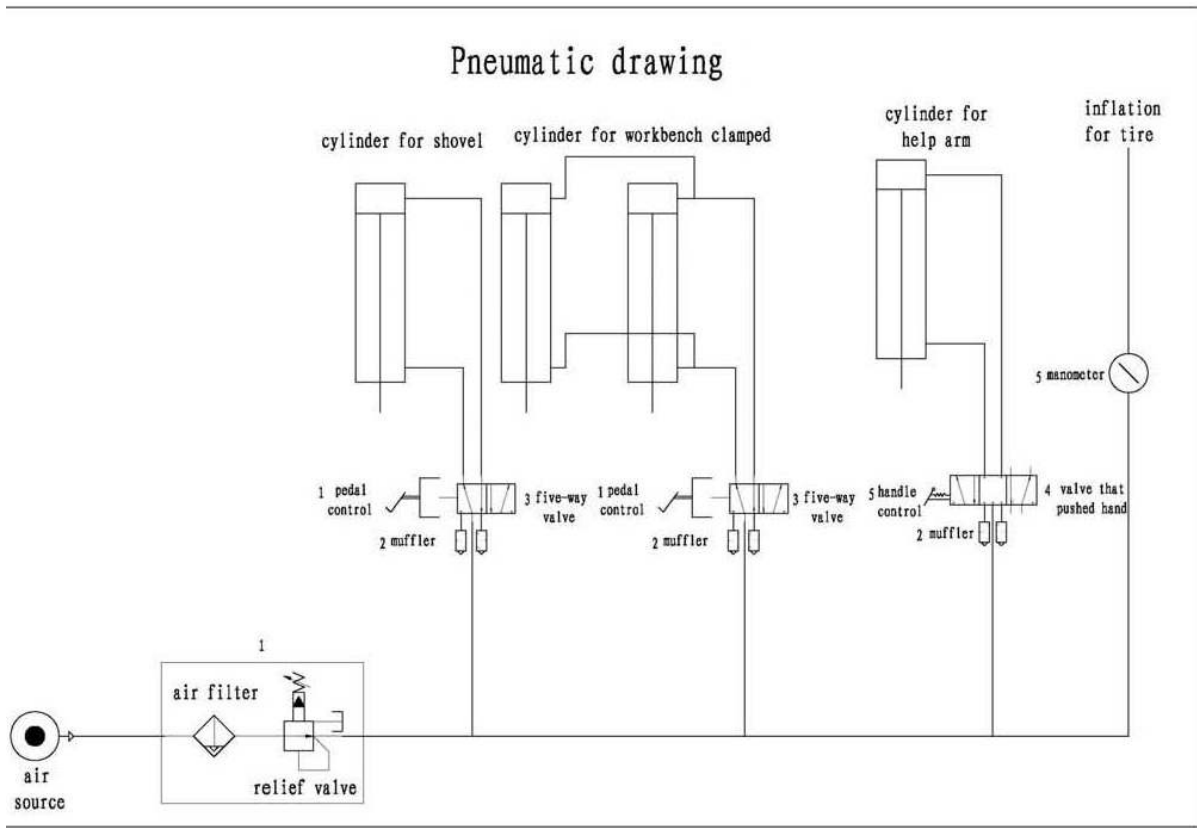 Pneumatic drawing
cylinder for shovel
cylinder for workbench clamped
cylinder for
help arm
inflation
for tire
5 manometer
1 pedal
control
3 five-way
valve
2 muffler
1 pedal
control
3 five-way
valve
2 muffler
5 handle
control
4 valve that
pushed hand
2 muffler
1
air filter
relief valve
air
source